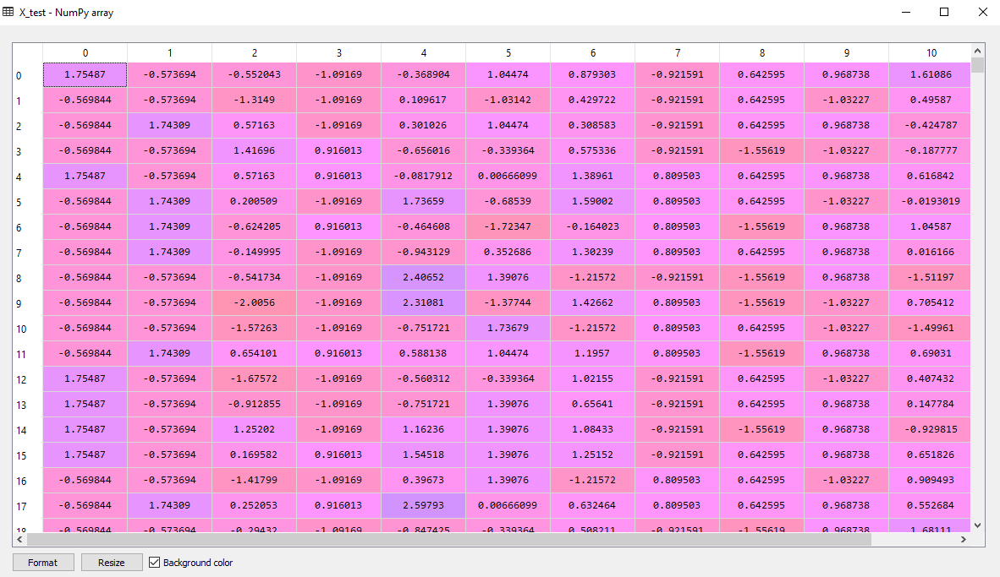 X_test - NumPy array
0 1 2 3 4 5 6 7 8 9 10
0 1.75487 -0.573694 -0.552043 -1.09169 -0.368904 1.04474 0.879303 -0.921591 0.642595 0.968738 1.61086
1 -0.569844 -0.573694 -1.3149 -1.09169 0.109617 -1.03142 0.429722 -0.921591 0.642595 -1.03227 0.49587
2 -0.569844 1.74309 0.57163 -1.09169 0.301026 1.04474 0.308583 -0.921591 0.642595 0.968738 -0.424787
3 -0.569844 -0.573694 1.41696 0.916013 -0.656016 -0.339364 0.575336 -0.921591 -1.55619 -1.03227 -0.187777
4 1.75487 -0.573694 0.57163 0.916013 -0.0817912 0.00666099 1.38961 0.809503 0.642595 0.968738 0.616842
5 -0.569844 1.74309 0.200509 -1.09169 1.73659 -0.68539 1.59002 0.809503 0.642595 -1.03227 -0.0193019
6 -0.569844 1.74309 -0.624205 0.916013 -0.464608 -1.72347 -0.164023 0.809503 -1.55619 0.968738 1.04587
7 -0.569844 1.74309 -0.149995 -1.09169 -0.943129 0.352686 1.30239 0.809503 0.642595 0.968738 0.016166
8 -0.569844 -0.573694 -0.541734 -1.09169 2.40652 1.39076 -1.21572 -0.921591 -1.55619 0.968738 -1.51197
9 -0.569844 -0.573694 -2.0056 -1.09169 2.31081 -1.37744 1.42662 0.809503 -1.55619 -1.03227 0.705412
10 -0.569844 -0.573694 -1.57263 -1.09169 -0.751721 1.73679 -1.21572 0.809503 0.642595 -1.03227 -1.49961
11 -0.569844 1.74309 0.654101 0.916013 0.588138 1.04474 1.1957 0.809503 -1.55619 0.968738 0.69031
12 1.75487 -0.573694 -1.67572 -1.09169 -0.560312 -0.339364 1.02155 -0.921591 0.642595 -1.03227 0.407432
13 1.75487 -0.573694 -0.912855 -1.09169 -0.751721 1.39076 0.65641 -0.921591 0.642595 0.968738 0.147784
14 1.75487 -0.573694 1.25202 -1.09169 1.16236 1.39076 1.08433 -0.921591 -1.55619 0.968738 -0.929815
15 1.75487 -0.573694 0.169582 0.916013 1.54518 1.39076 1.25152 -0.921591 0.642595 0.968738 0.651826
16 -0.569844 -0.573694 -1.41799 -1.09169 0.39673 1.39076 -1.21572 0.809503 0.642595 -1.03227 0.909493
17 -0.569844 1.74309 0.252053 0.916013 2.59793 0.00666099 0.632464 0.809503 0.642595 0.968738 0.552684
18 -0.569844 -0.573694 -0.29432 -1.09169 -0.847425 -0.339364 0.508211 -0.921591 0.642595 0.968738 1.68111
Format Resize Background color